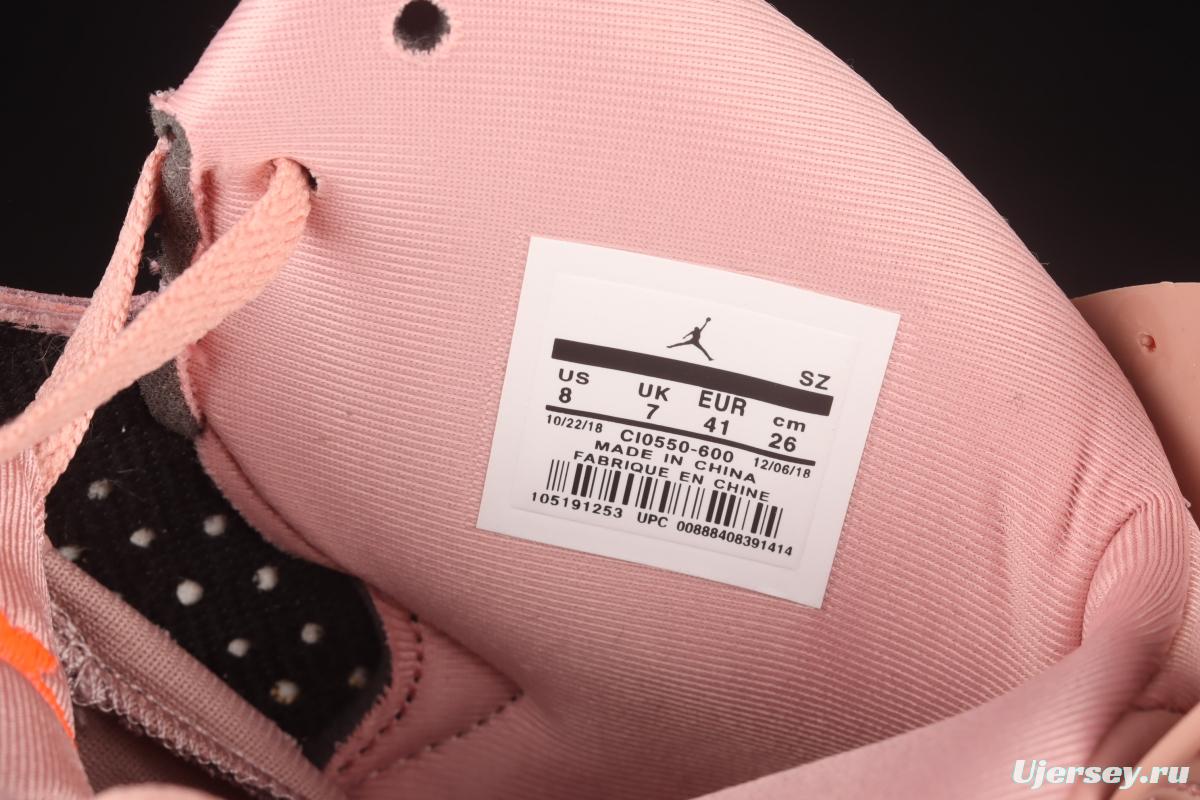 SZ
US UK EUR cm
8 7 41 26
10/22/18 CI0550-600 12/06/18
MADE IN CHINA
FABRIQUE EN CHINE
105191253 UPC 00888408391414
Ujersey.ru